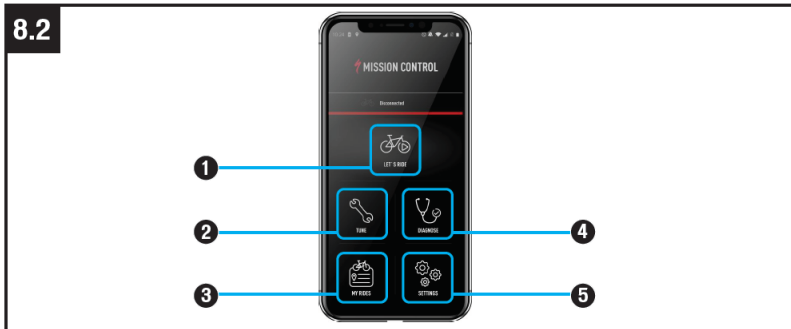 8.2
MISSION CONTROL
Disconnected
1
LET'S RIDE
2
TUNE
DIAGNOSE
4
3
MY RIDES
SETTINGS
5